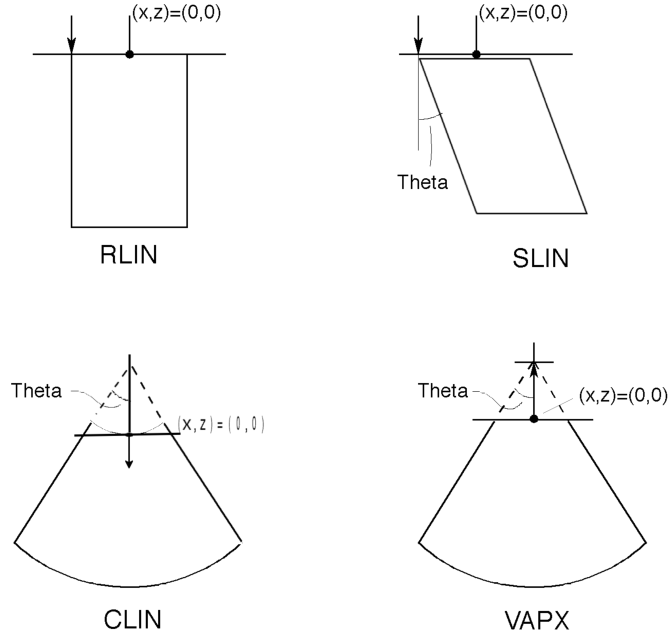 (x,z)=(0,0)
(x,z)=(0,0)
Theta
RLIN
SLIN
Theta
(x,z)=(0,0)
Theta
(x,z)=(0,0)
CLIN
VAPX